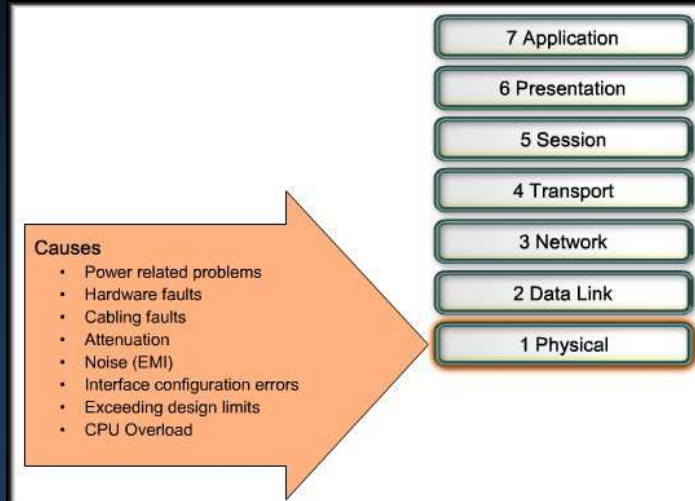 7 Application
6 Presentation
5 Session
4 Transport
3 Network
2 Data Link
1 Physical
Causes
• Power related problems
• Hardware faults
• Cabling faults
• Attenuation
• Noise (EMI)
• Interface configuration errors
• Exceeding design limits
• CPU Overload